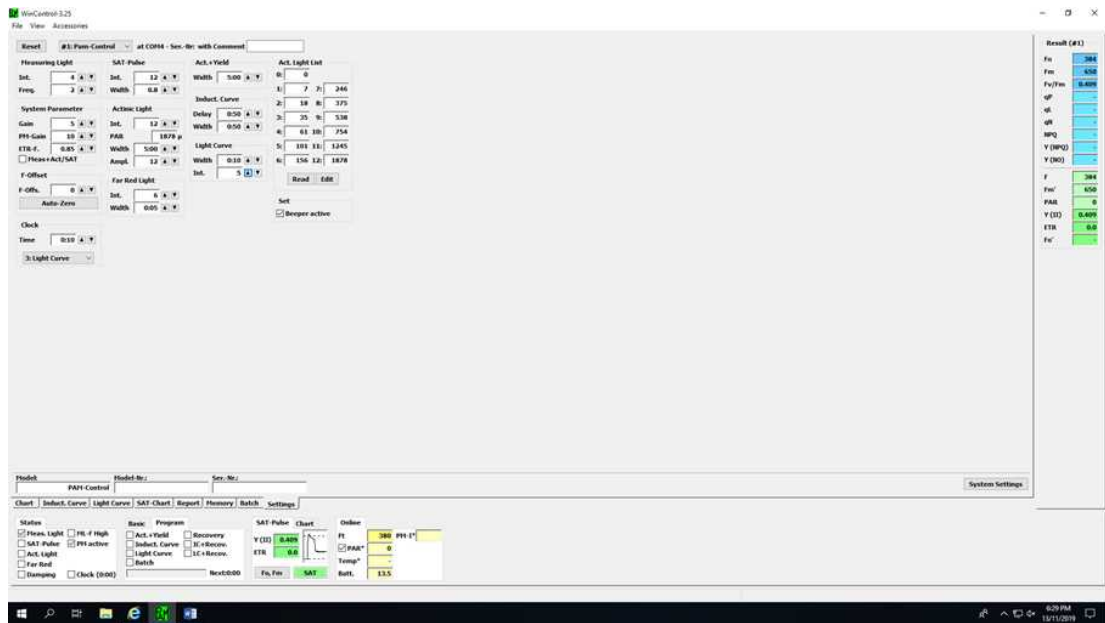 WinControl-3.25
File View Accessories
Reset #1: Pam-Control at COM4 - Ser.-Nr: with Comment
Measuring Light
Int. 4
Freq. 2
System Parameter
Gain 5
PM-Gain 10
ETR-F. 0.85
Meas+Act/SAT
F-Offset
F-Offs. 0
Auto-Zero
Clock
Time 0:10
3: Light Curve
SAT-Pulse
Int. 12
Width 0.8
Actinic Light
Int. 12
PAR 1878 µ
Width 5:00
Ampl. 12
Far Red Light
Int. 6
Width 0:05
Act.+Yield
Width 5:00
Induct. Curve
Delay 0:50
Width 0:50
Light Curve
Width 0:10
Int. 5
Act. Light List
0: 0
1: 7 7: 246
2: 18 8: 375
3: 35 9: 538
4: 61 10: 754
5: 101 11: 1245
6: 156 12: 1878
Read Edit
Set
Beeper active
Result (#1)
Fo 384
Fm 650
Fv/Fm 0.409
qP -
qL -
qN -
NPQ -
Y (NPQ) -
Y (NO) -
F 384
Fm' 650
PAR 0
Y (II) 0.409
ETR 0.0
Fo' -
Model: Model-Nr.: Ser.-Nr.:
PAM-Control
System Settings
Chart Induct. Curve Light Curve SAT-Chart Report Memory Batch Settings
Status
Meas. Light ML-F High
SAT-Pulse PM active
Act. Light
Far Red
Damping Clock (0:00)
Basic Program
Act.+Yield Recovery
Induct. Curve IC+Recov.
Light Curve LC+Recov.
Batch
Next:0:00
SAT-Pulse Chart
Y (II) 0.409
ETR 0.0
Fo, Fm SAT
Online
Ft 380 PM-I*
PAR* 0
Temp* -
Batt. 13.5
6:29 PM
13/11/2019